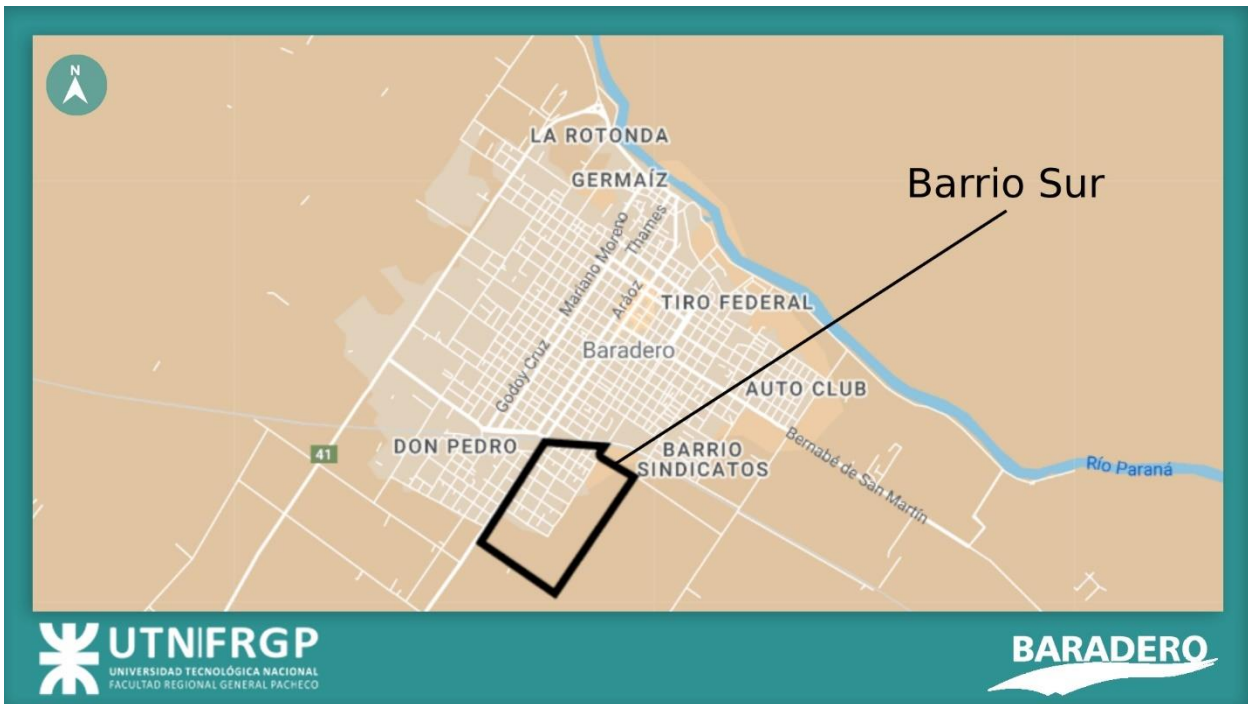 N
LA ROTONDA
GERMAÍZ
Barrio Sur
Mariano Moreno
Thames
Aráoz
TIRO FEDERAL
Baradero
Godoy Cruz
AUTO CLUB
DON PEDRO
41
BARRIO
SINDICATOS
Bernabé de San Martín
Río Paraná
UTN FRGP
UNIVERSIDAD TECNOLÓGICA NACIONAL
FACULTAD REGIONAL GENERAL PACHECO
BARADERO